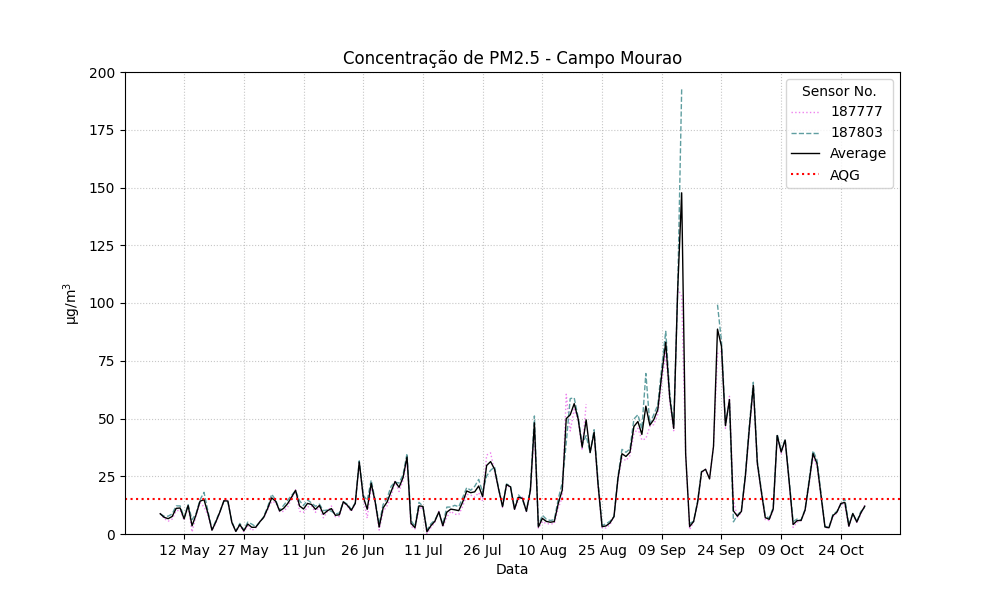 Concentração de PM2.5 - Campo Mourao
Sensor No.
187777
187803
Average
AQG
200
175
150
125
100
75
50
25
0
µg/m³
12 May 27 May 11 Jun 26 Jun 11 Jul 26 Jul 10 Aug 25 Aug 09 Sep 24 Sep 09 Oct 24 Oct
Data